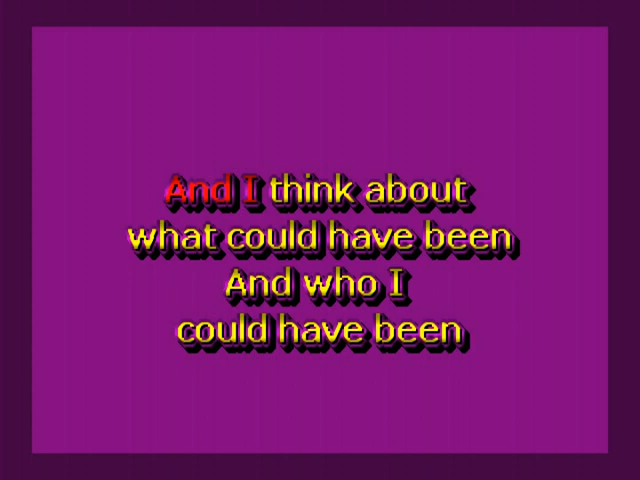 And I think about
what could have been
And who I
could have been